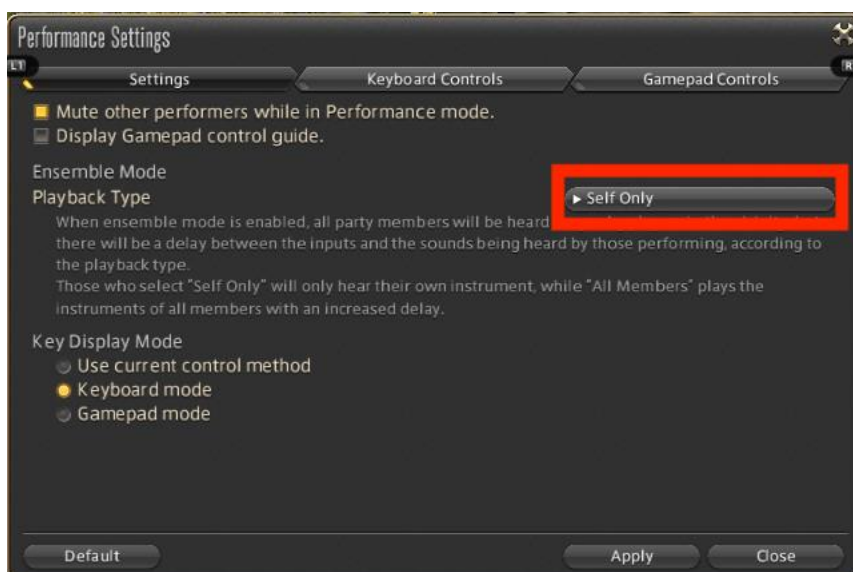 Performance Settings
L1
R
Settings
Keyboard Controls
Gamepad Controls
Mute other performers while in Performance mode.
Display Gamepad control guide.
Ensemble Mode
Playback Type
Self Only
When ensemble mode is enabled, all party members will be heard
there will be a delay between the inputs and the sounds being heard by those performing, according to
the playback type.
Those who select "Self Only" will only hear their own instrument, while "All Members" plays the
instruments of all members with an increased delay.
Key Display Mode
Use current control method
Keyboard mode
Gamepad mode
Default
Apply
Close